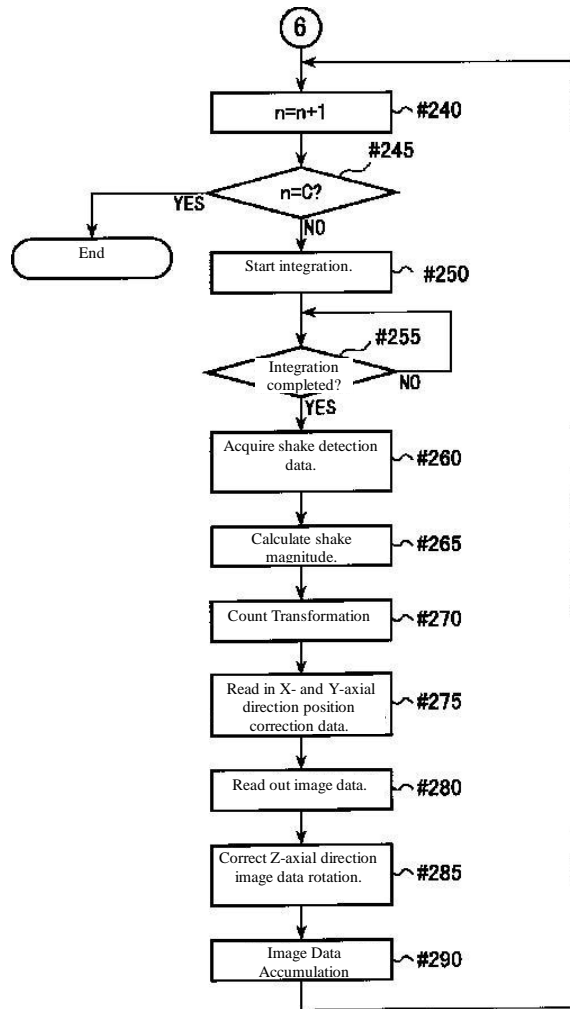 6
n=n+1
#240
#245
n=C?
YES
NO
End
Start integration.
#250
#255
Integration
completed?
NO
YES
Acquire shake detection
data.
#260
Calculate shake
magnitude.
#265
Count Transformation
#270
Read in X- and Y-axial
direction position
correction data.
#275
Read out image data.
#280
Correct Z-axial direction
image data rotation.
#285
Image Data
Accumulation
#290